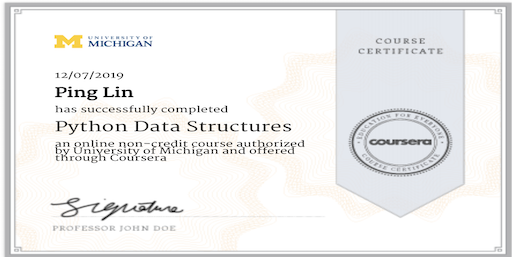 UNIVERSITY OF
MICHIGAN
COURSE
CERTIFICATE
12/07/2019
Ping Lin
has successfully completed
Python Data Structures
an online non-credit course authorized
by University of Michigan and offered
through Coursera
EDUCATION FOR EVERYONE
coursera
COURSE CERTIFICATE
Signature
PROFESSOR JOHN DOE